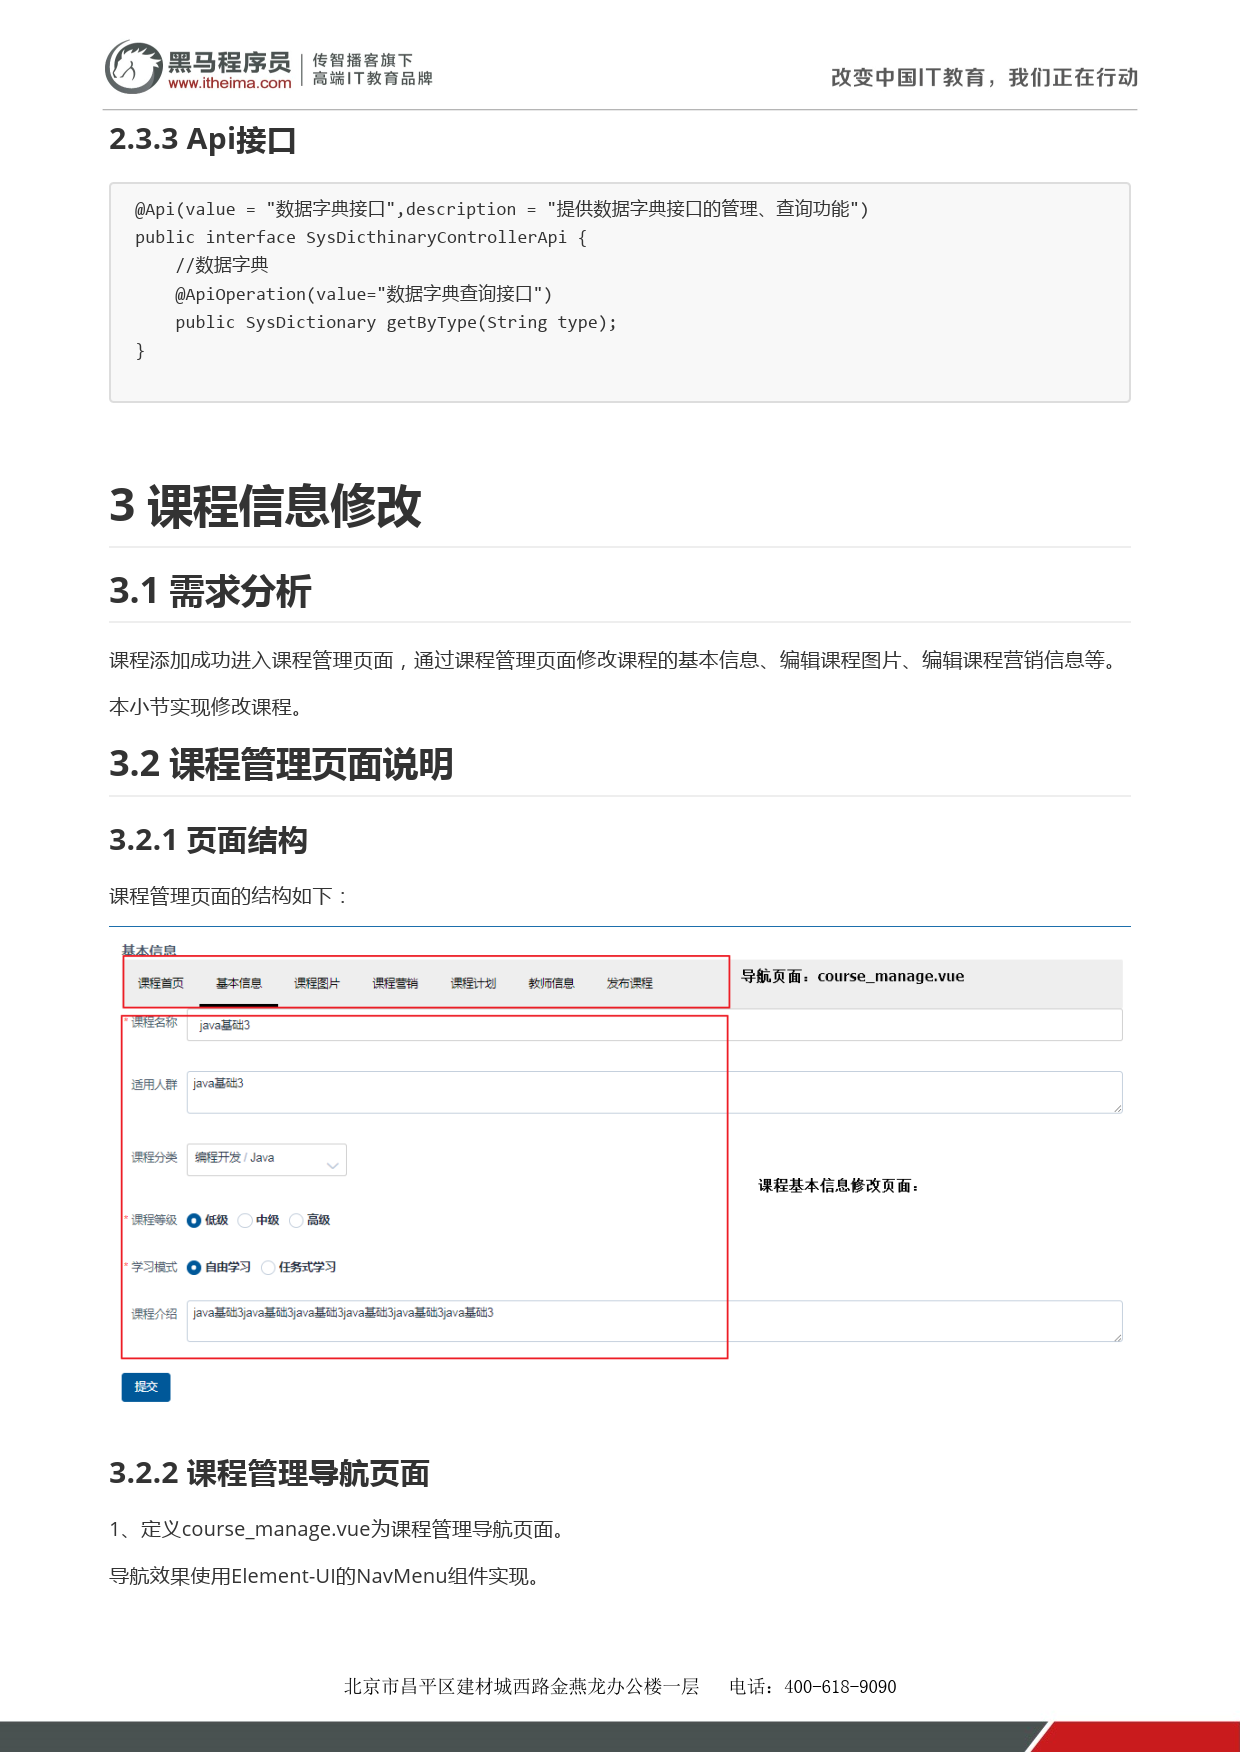 黑马程序员
www.itheima.com
传智播客旗下
高端IT教育品牌
改变中国IT教育，我们正在行动
2.3.3 Api接口
@Api(value = "数据字典接口",description = "提供数据字典接口的管理、查询功能")
public interface SysDicthinaryControllerApi {
//数据字典
@ApiOperation(value="数据字典查询接口")
public SysDictionary getByType(String type);
}
3 课程信息修改
3.1 需求分析
课程添加成功进入课程管理页面，通过课程管理页面修改课程的基本信息、编辑课程图片、编辑课程营销信息等。
本小节实现修改课程。
3.2 课程管理页面说明
3.2.1 页面结构
课程管理页面的结构如下：
基本信息
课程首页 基本信息 课程图片 课程营销 课程计划 教师信息 发布课程
导航页面：course_manage.vue
* 课程名称 java基础3
适用人群 java基础3
课程分类 编程开发 / Java
课程基本信息修改页面：
* 课程等级 低级 中级 高级
* 学习模式 自由学习 任务式学习
课程介绍 java基础3java基础3java基础3java基础3java基础3java基础3
提交
3.2.2 课程管理导航页面
1、定义course_manage.vue为课程管理导航页面。
导航效果使用Element-UI的NavMenu组件实现。
北京市昌平区建材城西路金燕龙办公楼一层 电话：400-618-9090